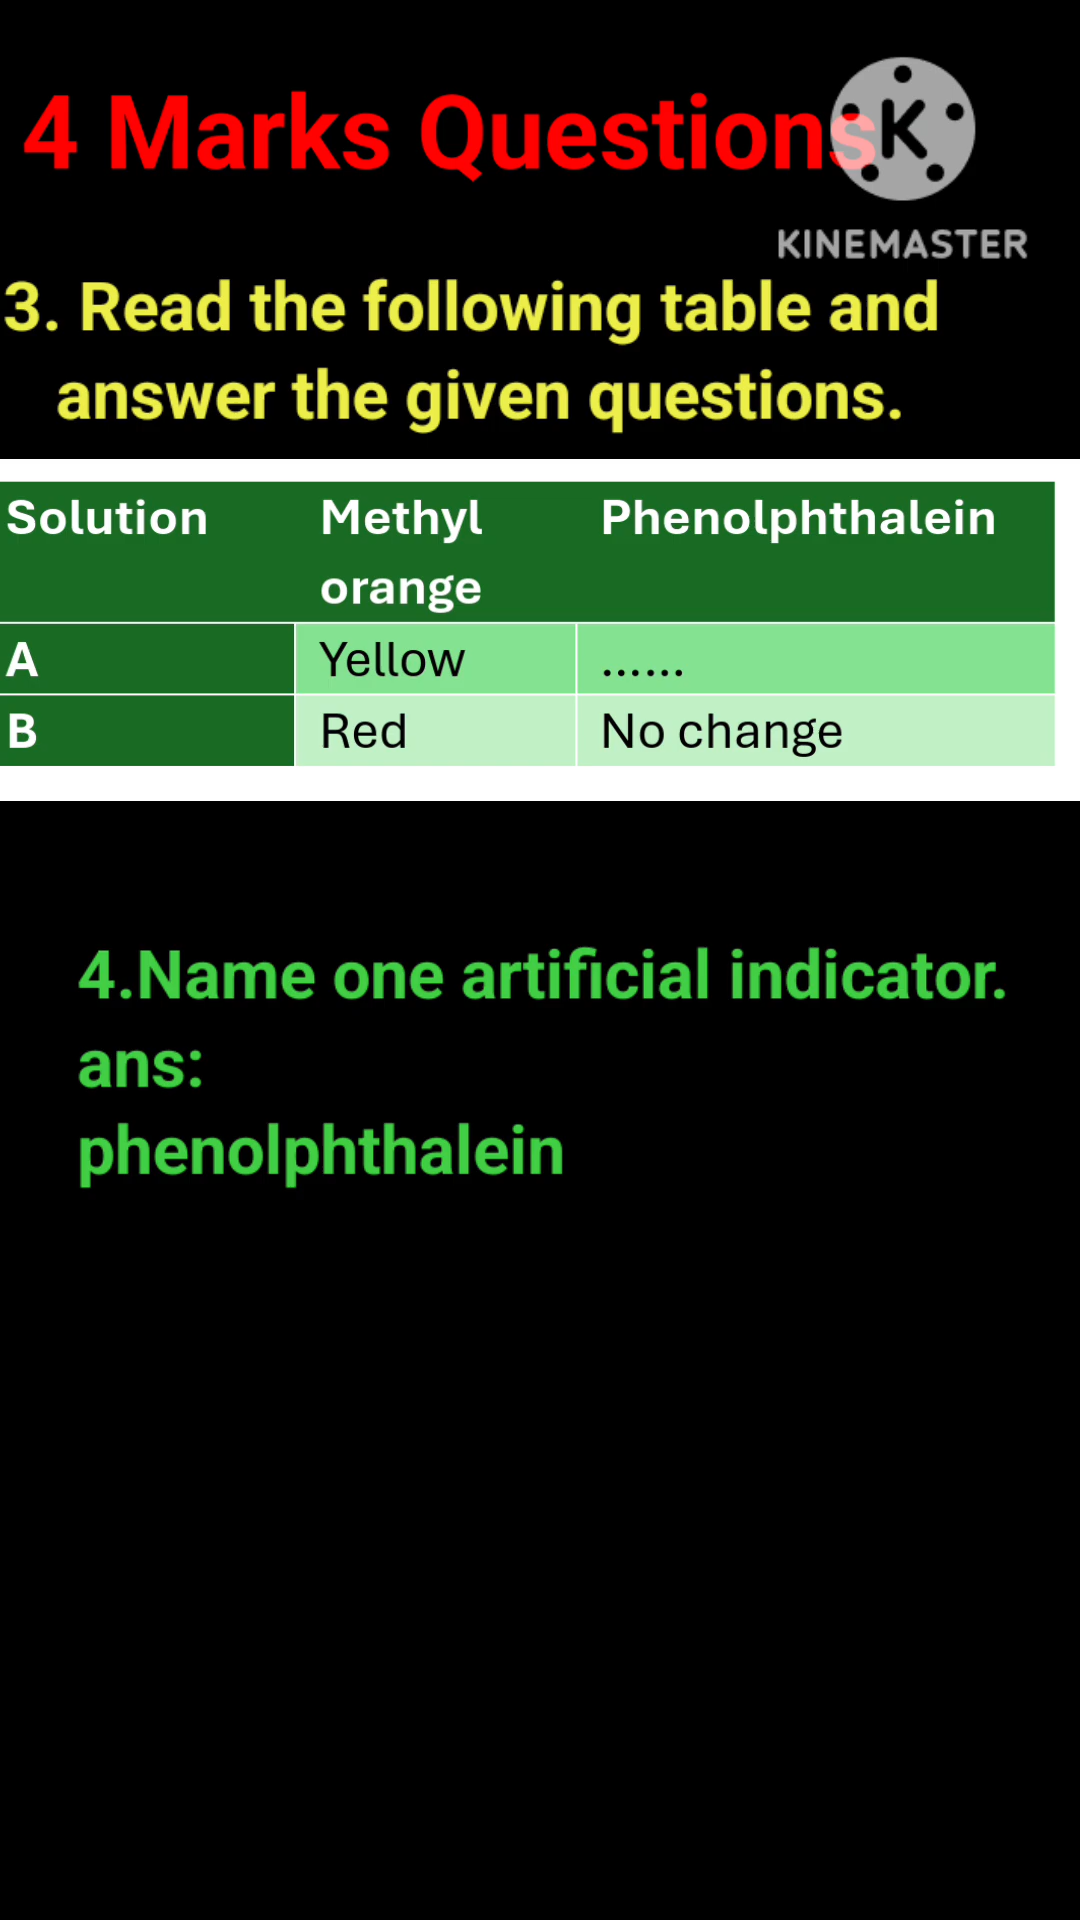 4 Marks Questions
KINEMASTER
3. Read the following table and
answer the given questions.
Solution Methyl orange Phenolphthalein
A Yellow ......
B Red No change
4.Name one artificial indicator.
ans:
phenolphthalein